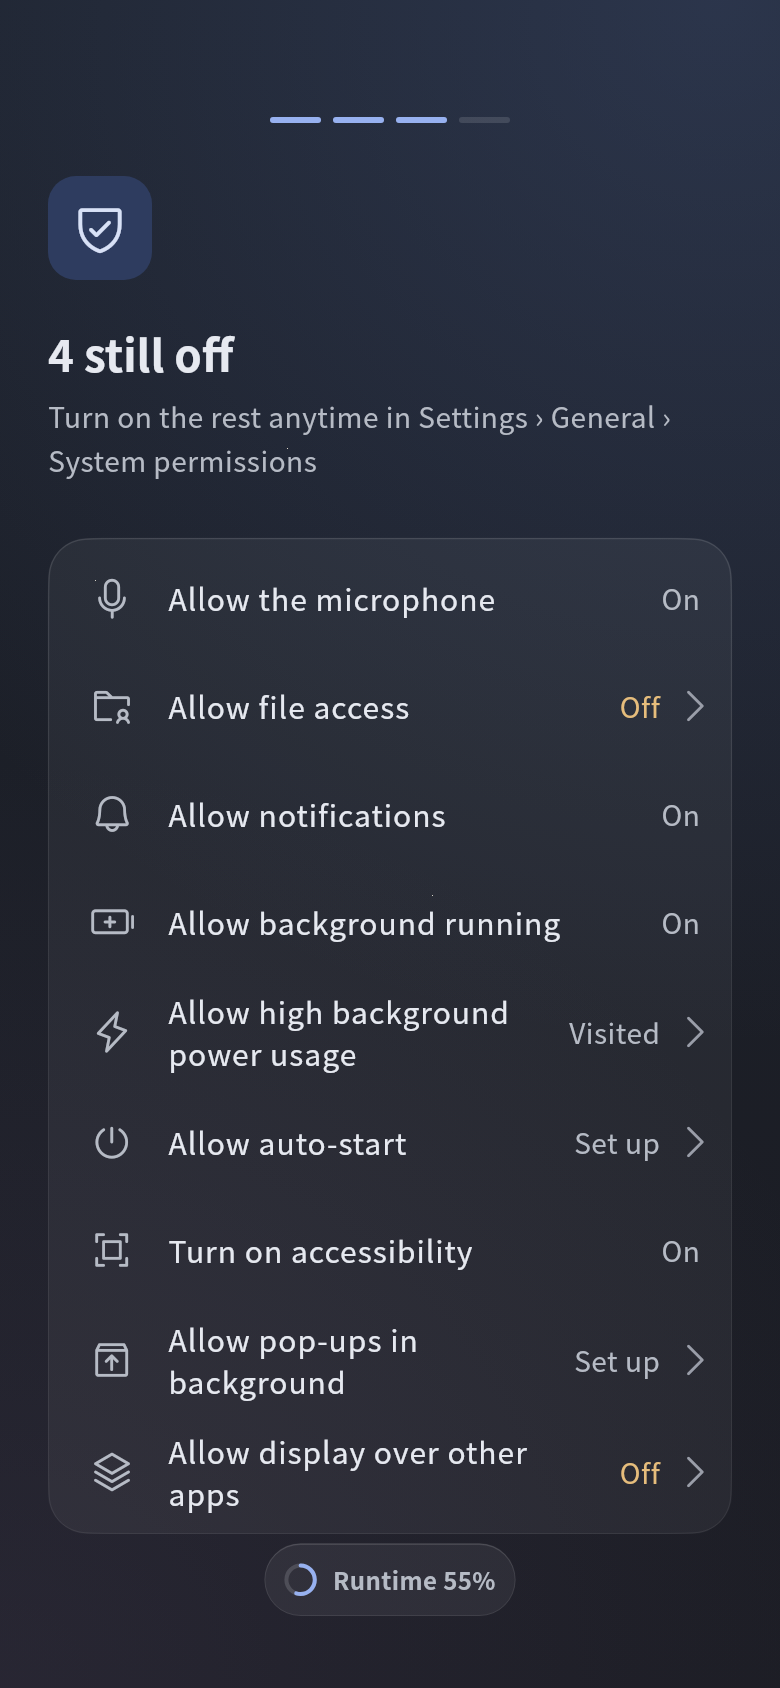 4 still off
Turn on the rest anytime in Settings › General ›
System permissions
Allow the microphone On
Allow file access Off
Allow notifications On
Allow background running On
Allow high background
power usage Visited
Allow auto-start Set up
Turn on accessibility On
Allow pop-ups in
background Set up
Allow display over other
apps Off
Runtime 55%